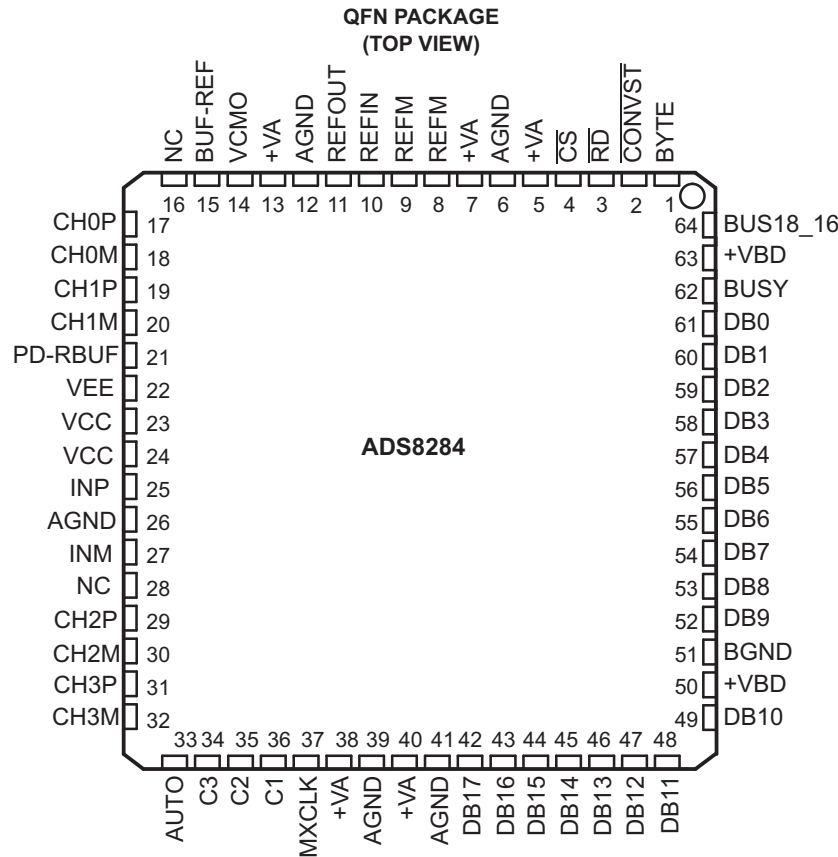 QFN PACKAGE
(TOP VIEW)
NC
BUF-REF
VCMO
+VA
AGND
REFOUT
REFIN
REFM
REFM
+VA
AGND
+VA
C̅S̅
R̅D̅
C̅O̅N̅V̅S̅T̅
BYTE
16 15 14 13 12 11 10 9 8 7 6 5 4 3 2 1
CH0P 17
CH0M 18
CH1P 19
CH1M 20
PD-RBUF 21
VEE 22
VCC 23
VCC 24
INP 25
AGND 26
INM 27
NC 28
CH2P 29
CH2M 30
CH3P 31
CH3M 32
ADS8284
64 BUS18_16
63 +VBD
62 BUSY
61 DB0
60 DB1
59 DB2
58 DB3
57 DB4
56 DB5
55 DB6
54 DB7
53 DB8
52 DB9
51 BGND
50 +VBD
49 DB10
33 34 35 36 37 38 39 40 41 42 43 44 45 46 47 48
AUTO
C3
C2
C1
MXCLK
+VA
AGND
+VA
AGND
DB17
DB16
DB15
DB14
DB13
DB12
DB11